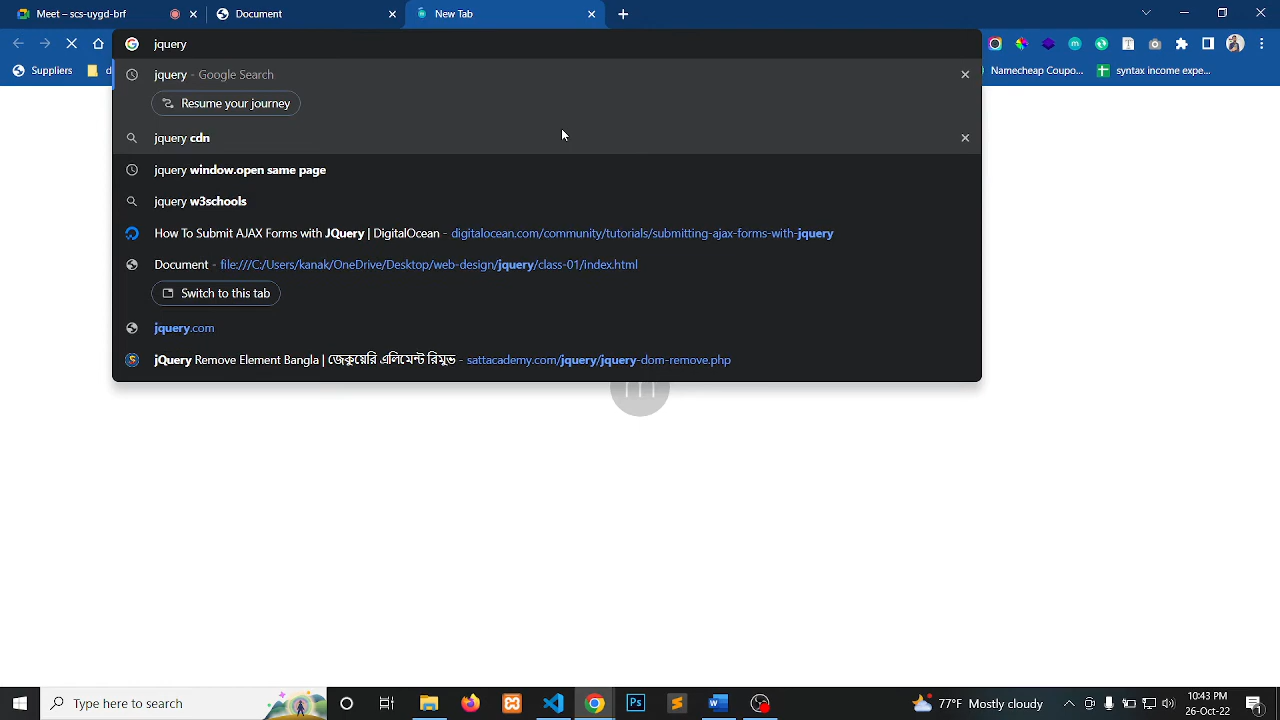 Meet – scs-uygd-brf
Document
New Tab
jquery
Suppliers
Namecheap Coupo...
syntax income expe...
jquery - Google Search
Resume your journey
jquery cdn
jquery window.open same page
jquery w3schools
How To Submit AJAX Forms with JQuery | DigitalOcean - digitalocean.com/community/tutorials/submitting-ajax-forms-with-jquery
Document - file:///C:/Users/kanak/OneDrive/Desktop/web-design/jquery/class-01/index.html
Switch to this tab
jquery.com
jQuery Remove Element Bangla | জেকুয়েরি এলিমেন্ট রিমুভ - sattacademy.com/jquery/jquery-dom-remove.php
m
Type here to search
Ps
77°F Mostly cloudy
10:43 PM
26-Oct-22
1